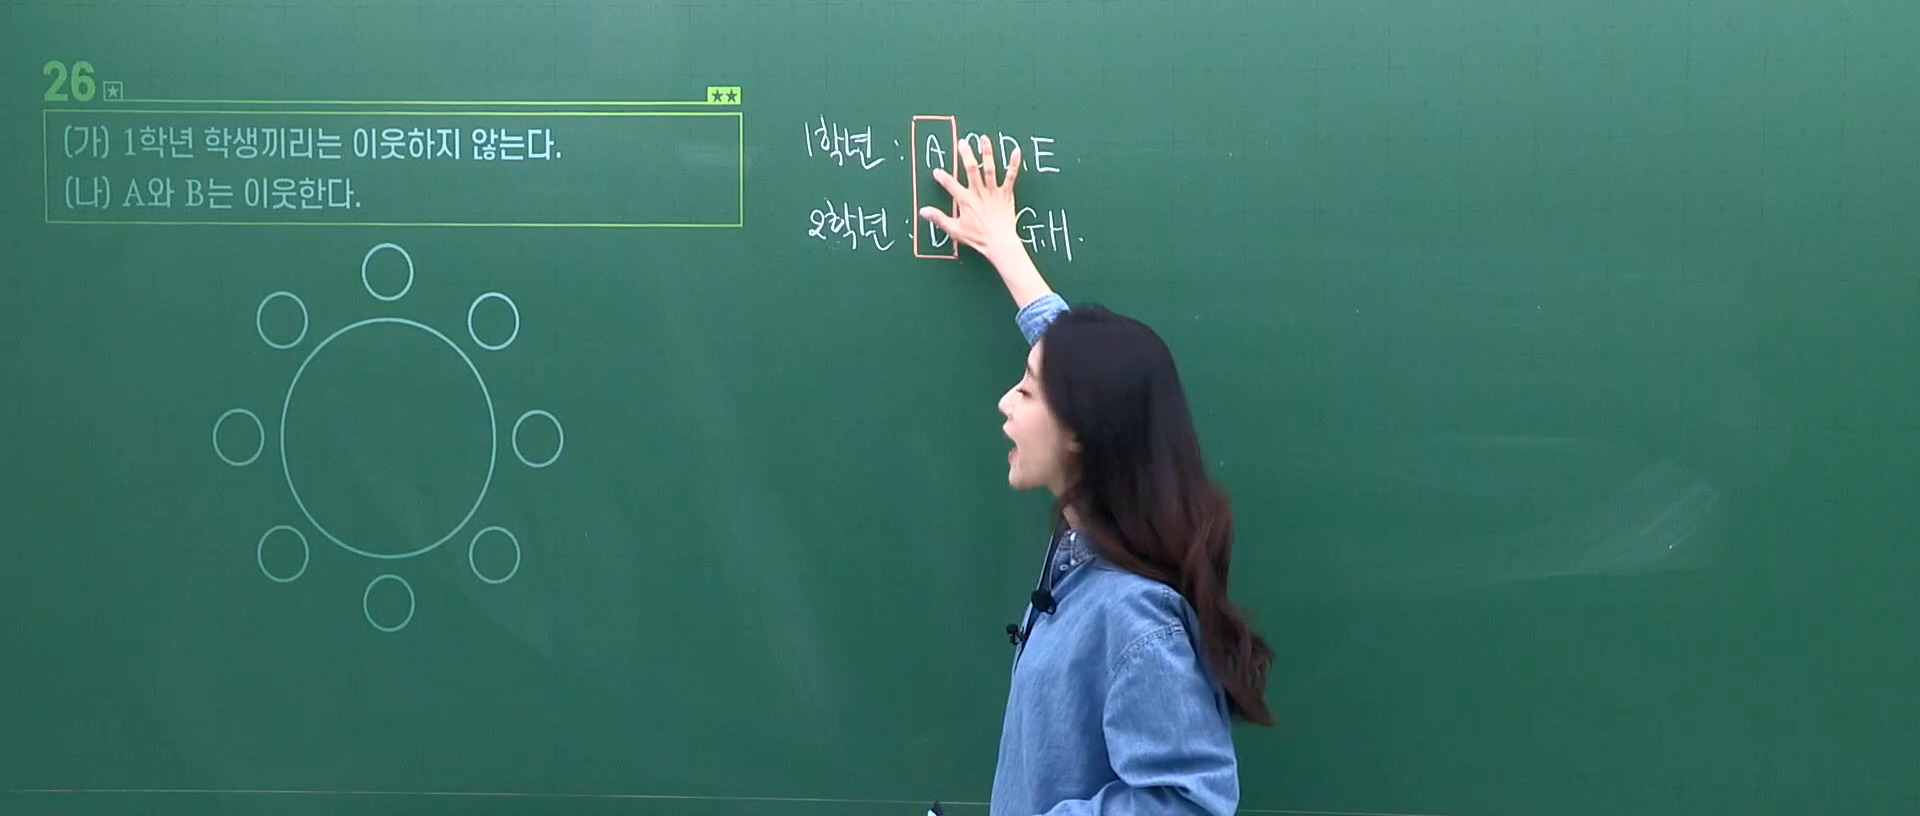 26
(가) 1학년 학생끼리는 이웃하지 않는다.
(나) A와 B는 이웃한다.
1학년 : A D.E
2학년 : G.H.